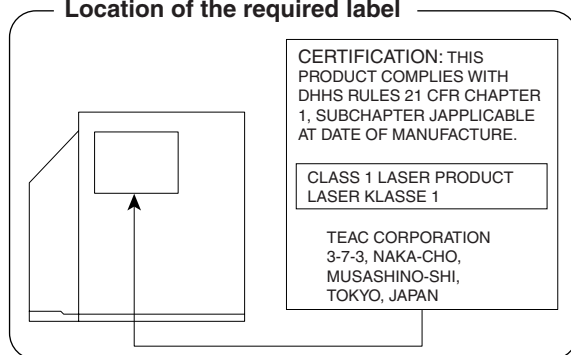 Location of the required label
CERTIFICATION: THIS
PRODUCT COMPLIES WITH
DHHS RULES 21 CFR CHAPTER
1, SUBCHAPTER JAPPLICABLE
AT DATE OF MANUFACTURE.
CLASS 1 LASER PRODUCT
LASER KLASSE 1
TEAC CORPORATION
3-7-3, NAKA-CHO,
MUSASHINO-SHI,
TOKYO, JAPAN